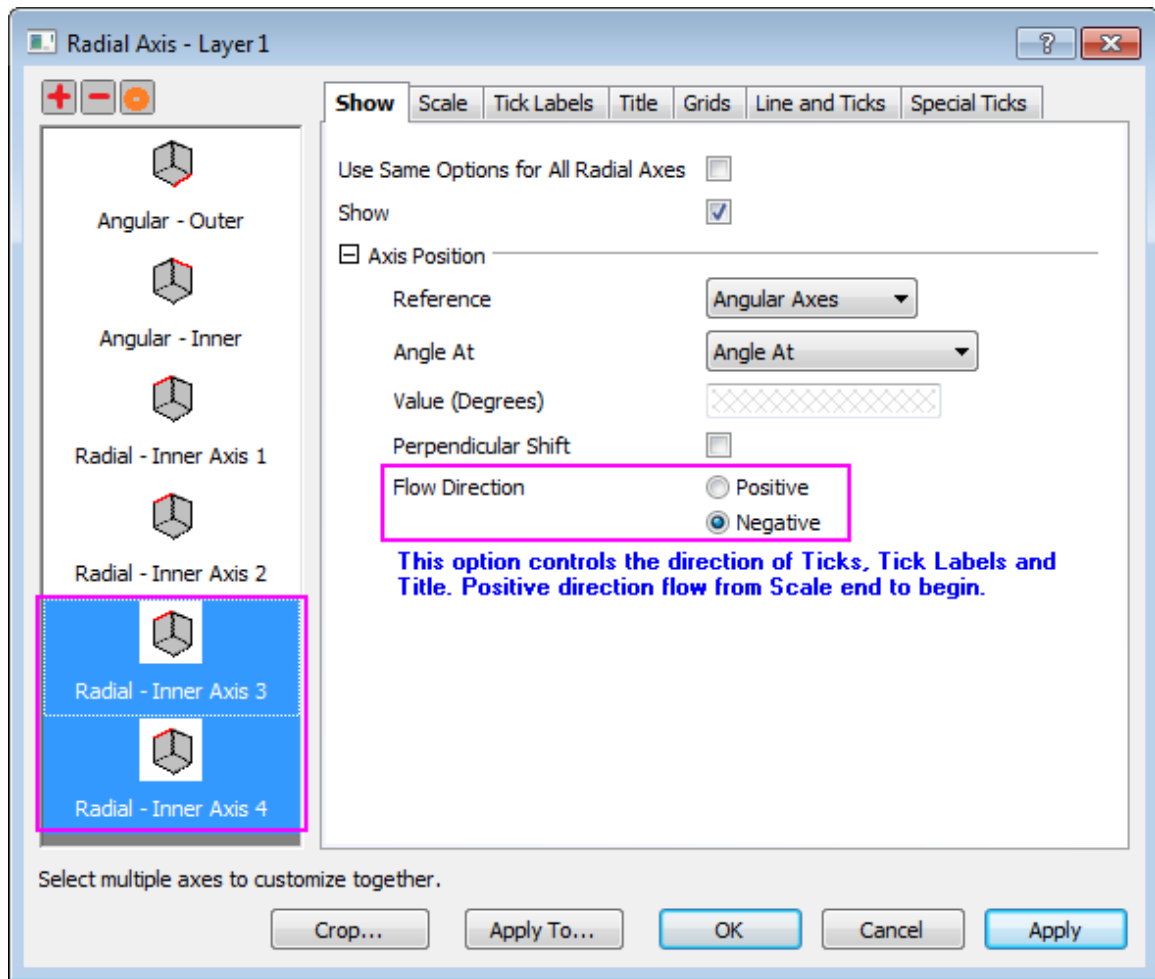 Radial Axis - Layer 1
Show Scale Tick Labels Title Grids Line and Ticks Special Ticks
Angular - Outer
Angular - Inner
Radial - Inner Axis 1
Radial - Inner Axis 2
Radial - Inner Axis 3
Radial - Inner Axis 4
Use Same Options for All Radial Axes
Show
Axis Position
Reference Angular Axes
Angle At Angle At
Value (Degrees)
Perpendicular Shift
Flow Direction Positive
Negative
This option controls the direction of Ticks, Tick Labels and
Title. Positive direction flow from Scale end to begin.
Select multiple axes to customize together.
Crop... Apply To... OK Cancel Apply